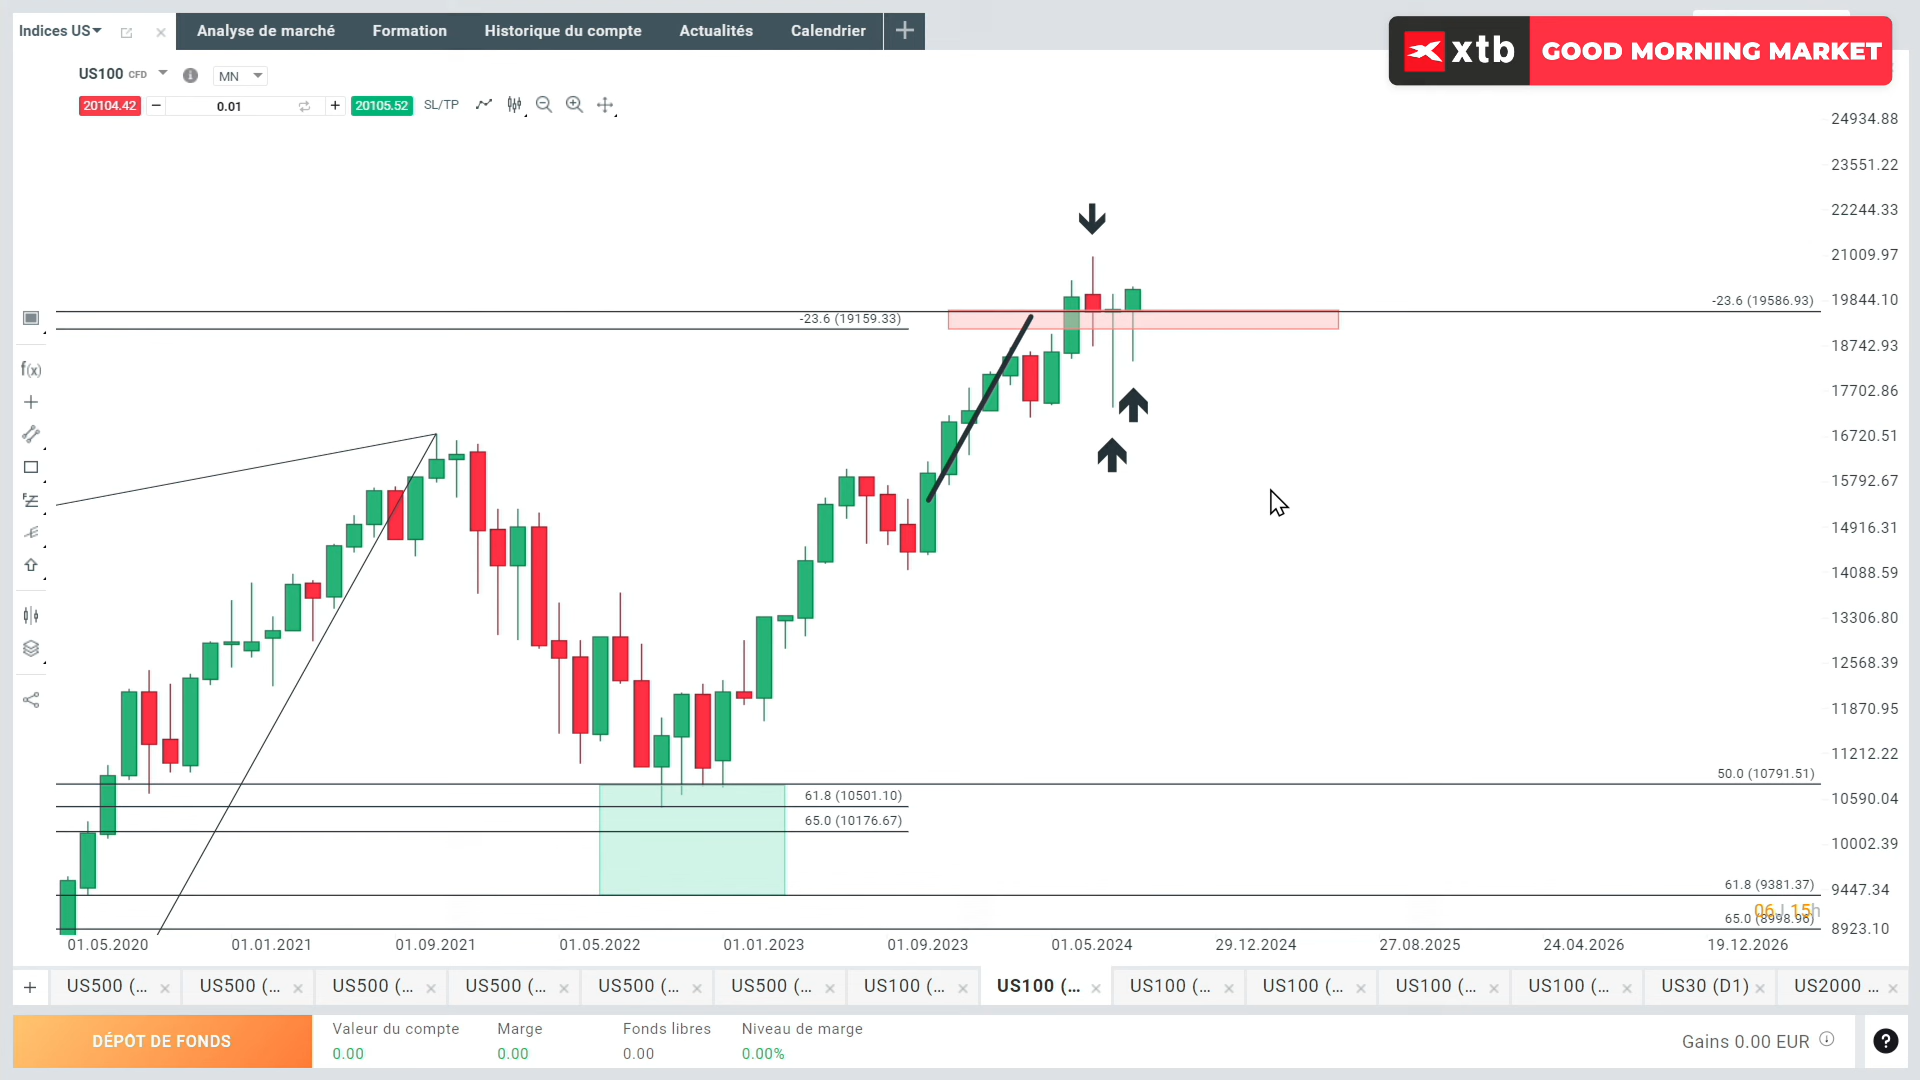 Indices US
Analyse de marché
Formation
Historique du compte
Actualités
Calendrier
xtb GOOD MORNING MARKET
US100 CFD
MN
20104.42
0.01
20105.52
SL/TP
24934.88
23551.22
22244.33
21009.97
19844.10
18742.93
17702.86
16720.51
15792.67
14916.31
14088.59
13306.80
12568.39
11870.95
11212.22
10590.04
10002.39
9447.34
8923.10
-23.6 (19586.93)
-23.6 (19159.33)
50.0 (10791.51)
61.8 (10501.10)
65.0 (10176.67)
61.8 (9381.37)
65.0 (8998.96)
f(x)
01.05.2020
01.01.2021
01.09.2021
01.05.2022
01.01.2023
01.09.2023
01.05.2024
29.12.2024
27.08.2025
24.04.2026
19.12.2026
US500 (...
US500 (...
US500 (...
US500 (...
US500 (...
US500 (...
US100 (...
US100 (...
US100 (...
US100 (...
US100 (...
US100 (...
US30 (D1)
US2000 ...
DÉPÔT DE FONDS
Valeur du compte
0.00
Marge
0.00
Fonds libres
0.00
Niveau de marge
0.00%
Gains 0.00 EUR